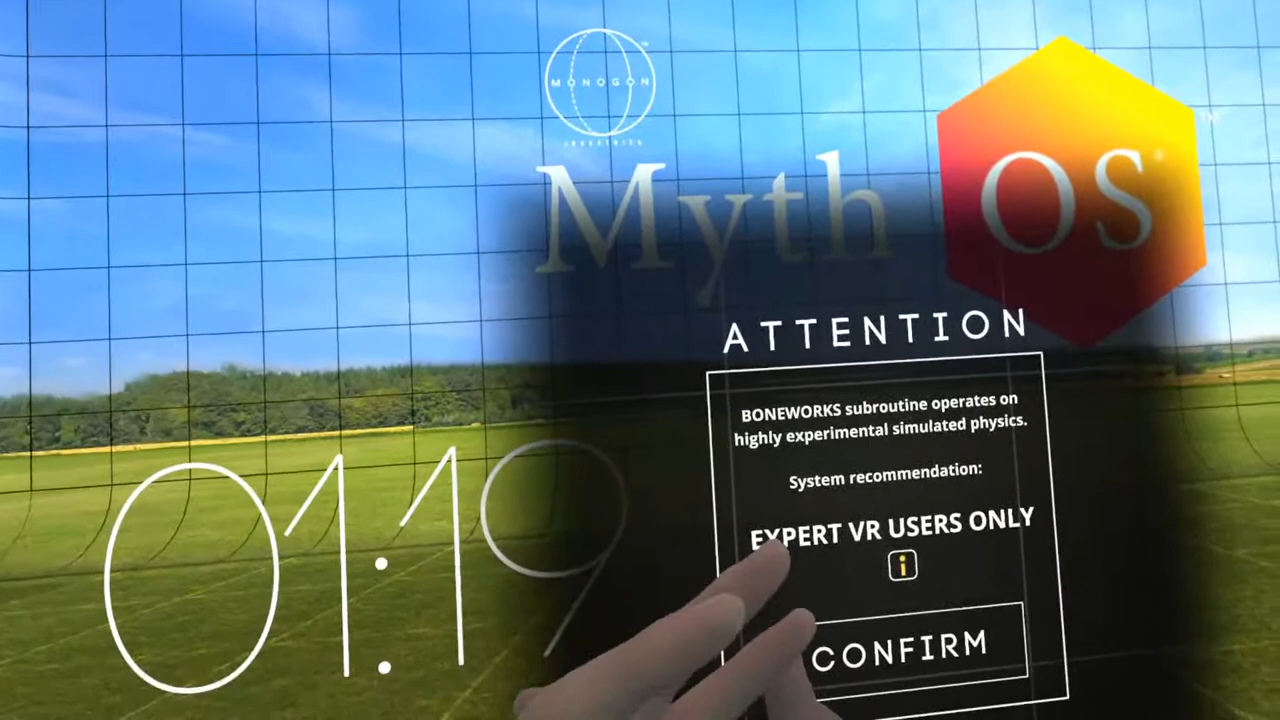 MONOGON
INDUSTRIES
Myth OS
™
ATTENTION
BONEWORKS subroutine operates on
highly experimental simulated physics.
System recommendation:
EXPERT VR USERS ONLY
i
CONFIRM
01:19